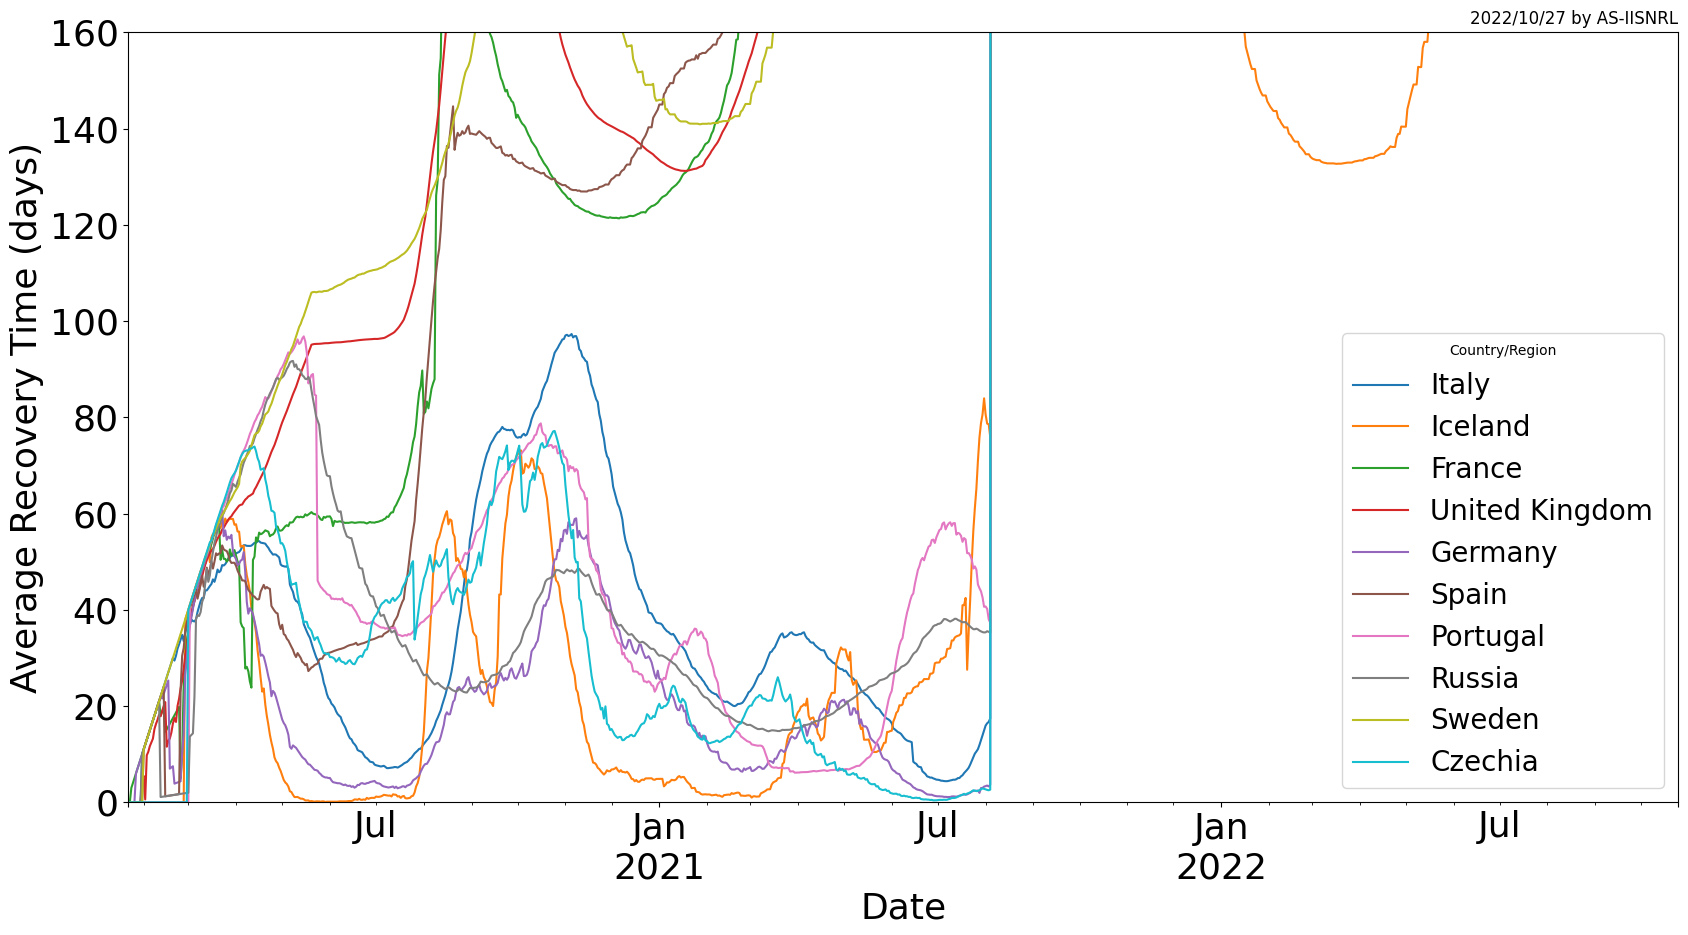 2022/10/27 by AS-IISNRL
160
140
120
100
80
60
40
20
0
Average Recovery Time (days)
Country/Region
Italy
Iceland
France
United Kingdom
Germany
Spain
Portugal
Russia
Sweden
Czechia
Jul
Jan
2021
Jul
Jan
2022
Jul
Date